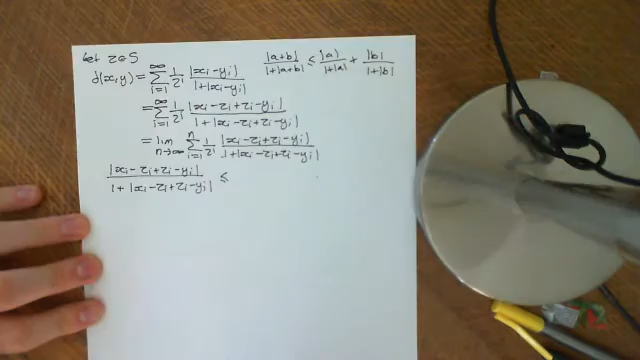 Let z ∈ S
d(x,y) = ∑_{i=1}^{∞} 1/2^i |x_i - y_i| / (1 + |x_i - y_i|)
|a+b| / (1 + |a+b|) ≤ |a| / (1 + |a|) + |b| / (1 + |b|)
= ∑_{i=1}^{∞} 1/2^i |x_i - z_i + z_i - y_i| / (1 + |x_i - z_i + z_i - y_i|)
= lim_{n→∞} ∑_{i=1}^{n} 1/2^i |x_i - z_i + z_i - y_i| / (1 + |x_i - z_i + z_i - y_i|)
|x_i - z_i + z_i - y_i| / (1 + |x_i - z_i + z_i - y_i|) ≤